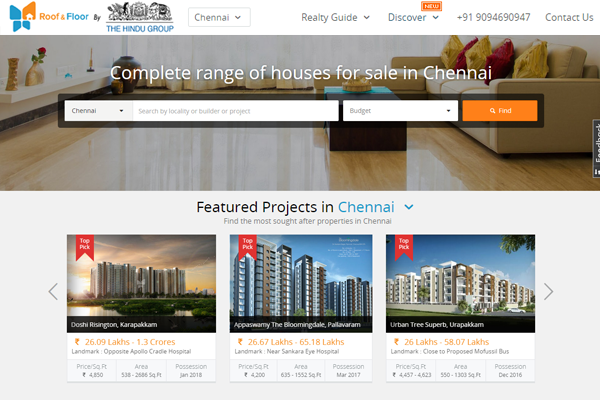 Roof & Floor By THE HINDU GROUP Chennai Realty Guide Discover NEW +91 9094690947 Contact Us
Complete range of houses for sale in Chennai
Chennai Search by locality or builder or project Budget Find
Feedback
Featured Projects in Chennai
Find the most sought after properties in Chennai
Top Pick
Top Pick
Top Pick
Doshi Risington, Karapakkam
Appaswamy The Bloomingdale, Pallavaram
Urban Tree Superb, Urapakkam
₹ 26.09 Lakhs - 1.3 Crores
₹ 26.67 Lakhs - 65.18 Lakhs
₹ 26 Lakhs - 58.07 Lakhs
Landmark : Opposite Apollo Cradle Hospital
Landmark : Near Sankara Eye Hospital
Landmark : Close to Proposed Mofussil Bus
Price/Sq.Ft Area Possession
Price/Sq.Ft Area Possession
Price/Sq.Ft Area Possession
₹ 4,850 538 - 2686 Sq.Ft Jan 2018
₹ 4,200 635 - 1552 Sq.Ft Mar 2017
₹ 4,457 - 4,623 550 - 1303 Sq.Ft Dec 2016